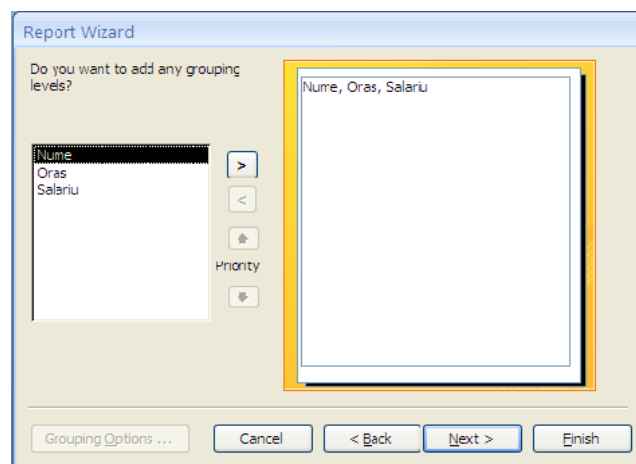 Report Wizard
Do you want to add any grouping
levels?
Nume, Oras, Salariu
Nume
Oras
Salariu
>
<
Priority
Grouping Options ...
Cancel
< Back
Next >
Finish